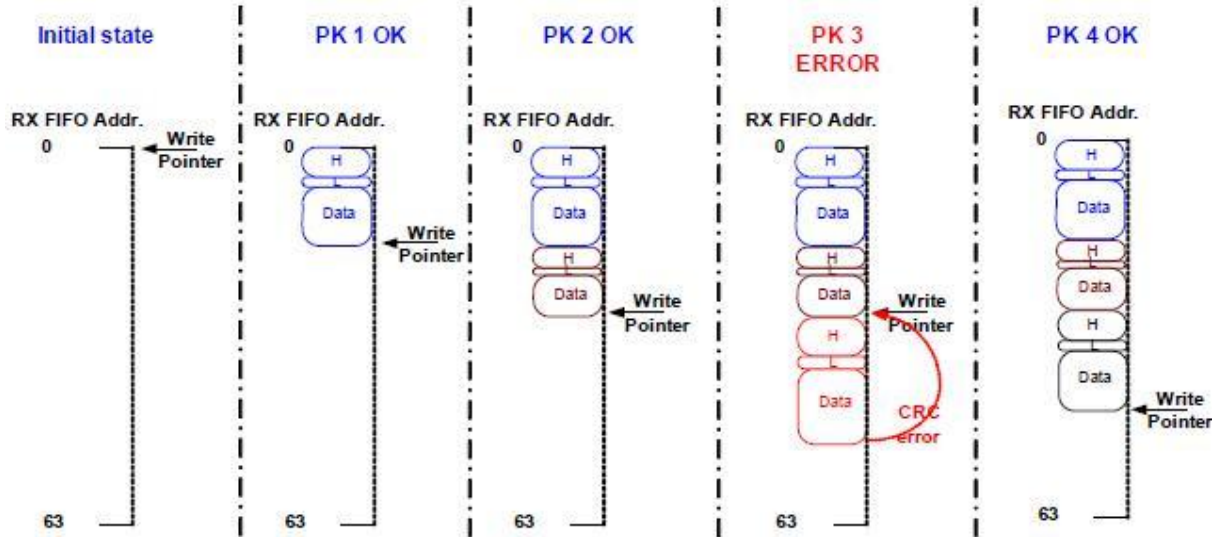 Initial state
PK 1 OK
PK 2 OK
PK 3
ERROR
PK 4 OK
RX FIFO Addr.
0
Write
Pointer
63
RX FIFO Addr.
0
H
L
Data
Write
Pointer
63
RX FIFO Addr.
0
H
L
Data
H
L
Data
Write
Pointer
63
RX FIFO Addr.
0
H
L
Data
H
L
Data
Write
Pointer
H
L
Data
CRC
error
63
RX FIFO Addr.
0
H
L
Data
H
L
Data
H
L
Data
Write
Pointer
63